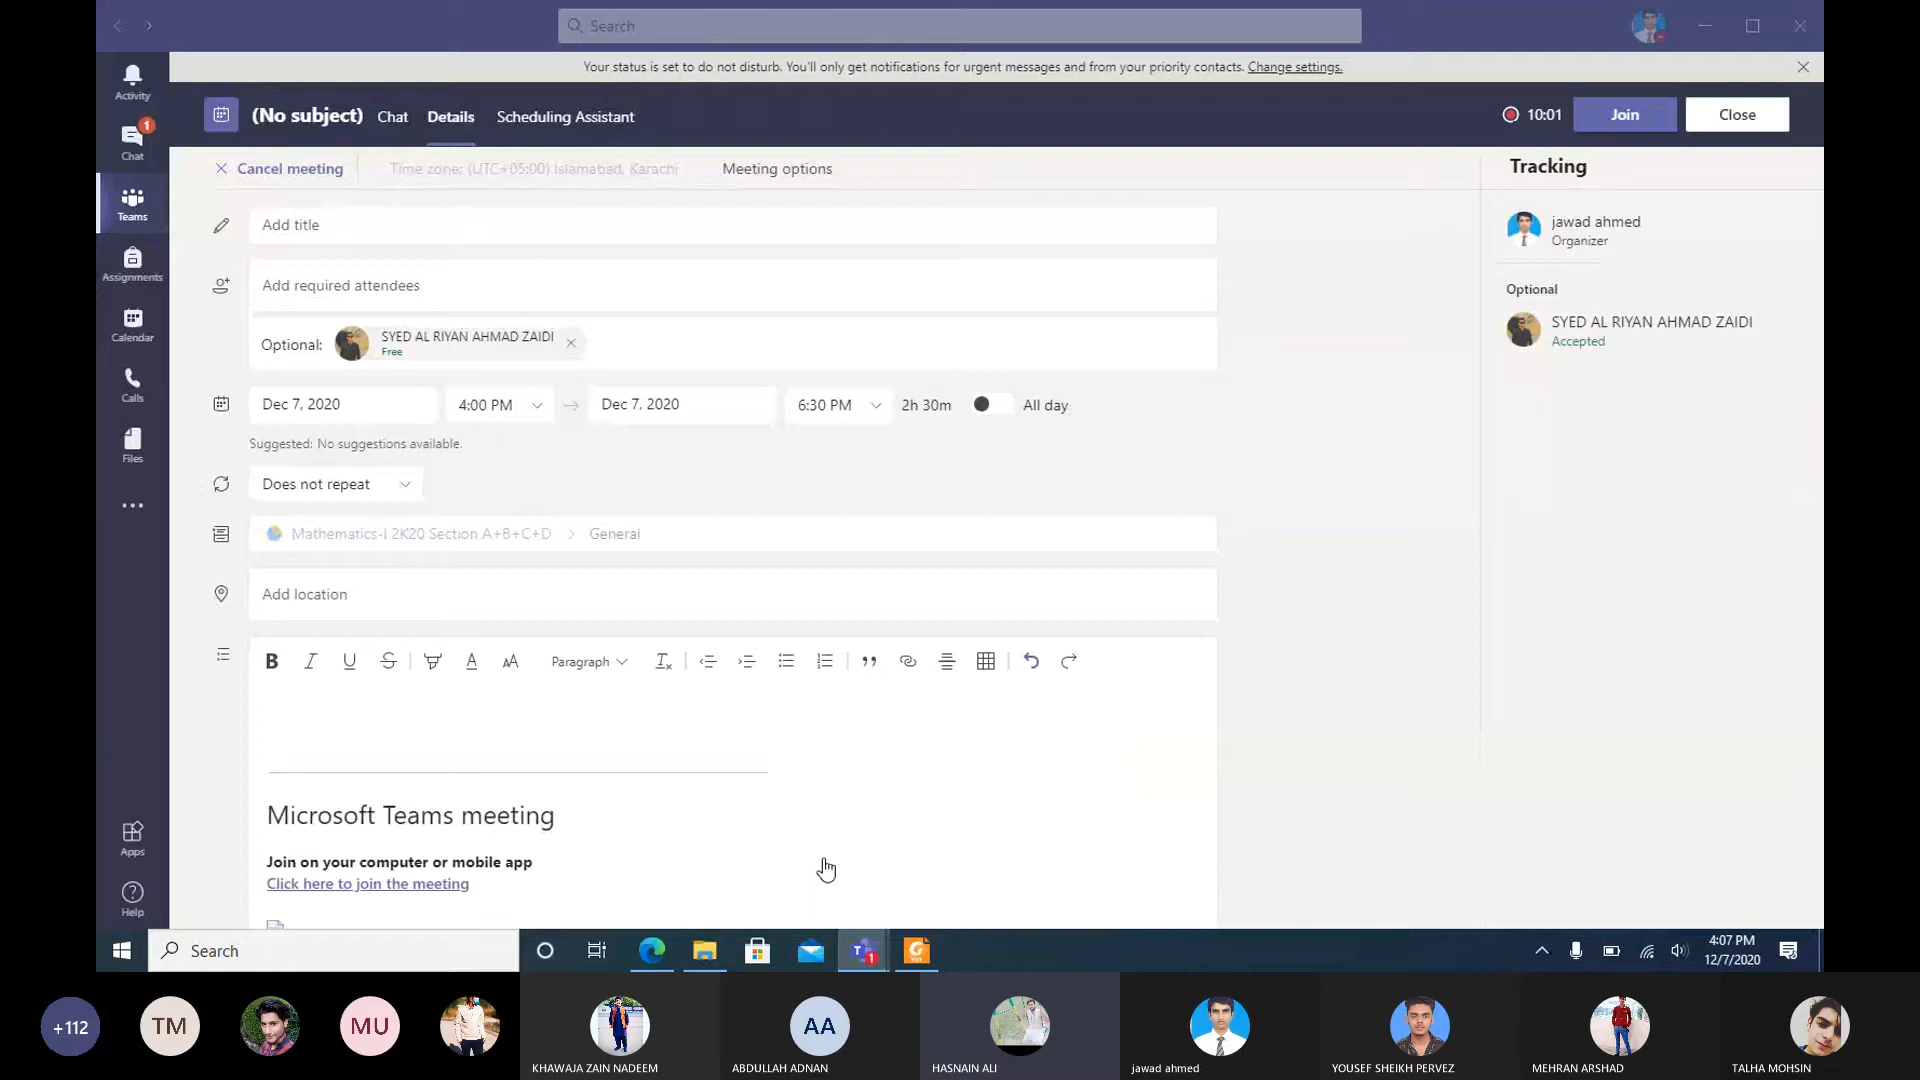 Search
Your status is set to do not disturb. You'll only get notifications for urgent messages and from your priority contacts. Change settings.
Activity
(No subject) Chat Details Scheduling Assistant 10:01 Join Close
1
Chat
Cancel meeting Time zone: (UTC+05:00) Islamabad, Karachi Meeting options
Tracking
Teams
Add title
jawad ahmed
Organizer
Assignments
Add required attendees
Optional
Optional: SYED AL RIYAN AHMAD ZAIDI
Free
SYED AL RIYAN AHMAD ZAIDI
Accepted
Calendar
Dec 7, 2020 4:00 PM Dec 7, 2020 6:30 PM 2h 30m All day
Calls
Suggested: No suggestions available.
Files
Does not repeat
Mathematics-I 2K20 Section A+B+C+D General
Add location
B I U S A AA Paragraph
Microsoft Teams meeting
Apps
Join on your computer or mobile app
Click here to join the meeting
Help
Search
1
PDF
4:07 PM
12/7/2020
+112 TM MU AA
KHAWAJA ZAIN NADEEM ABDULLAH ADNAN HASNAIN ALI jawad ahmed YOUSEF SHEIKH PERVEZ MEHRAN ARSHAD TALHA MOHSIN